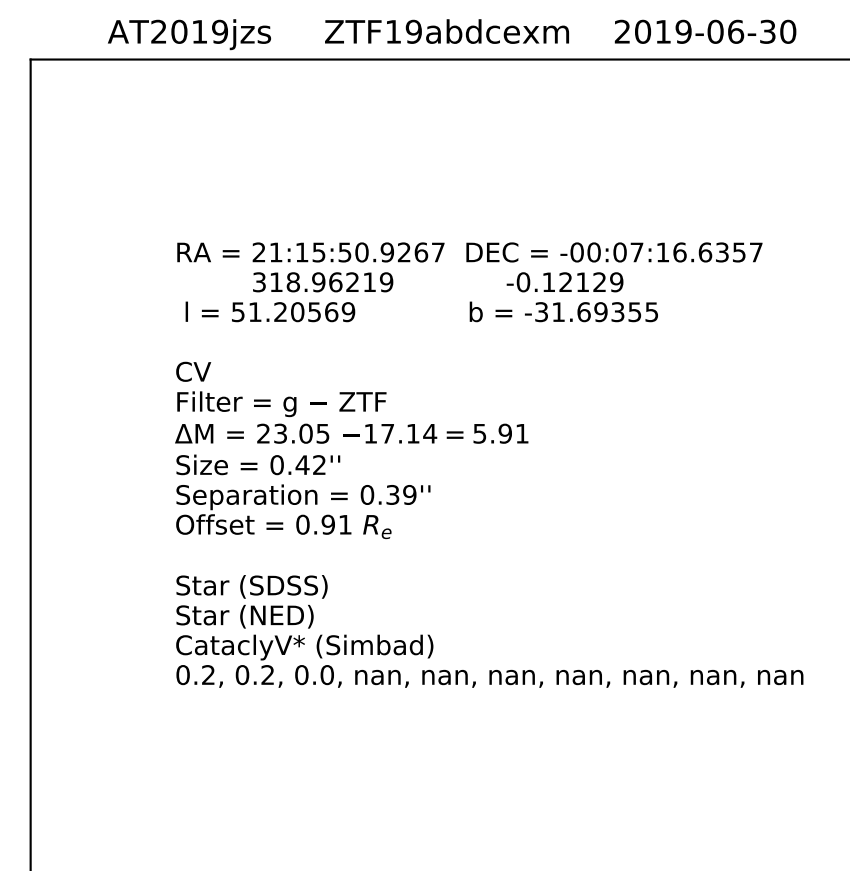 AT2019jzs ZTF19abdcexm 2019-06-30
RA = 21:15:50.9267 DEC = -00:07:16.6357
318.96219 -0.12129
l = 51.20569 b = -31.69355
CV
Filter = g − ZTF
ΔM = 23.05 −17.14 = 5.91
Size = 0.42''
Separation = 0.39''
Offset = 0.91 Rₑ
Star (SDSS)
Star (NED)
CataclyV* (Simbad)
0.2, 0.2, 0.0, nan, nan, nan, nan, nan, nan, nan